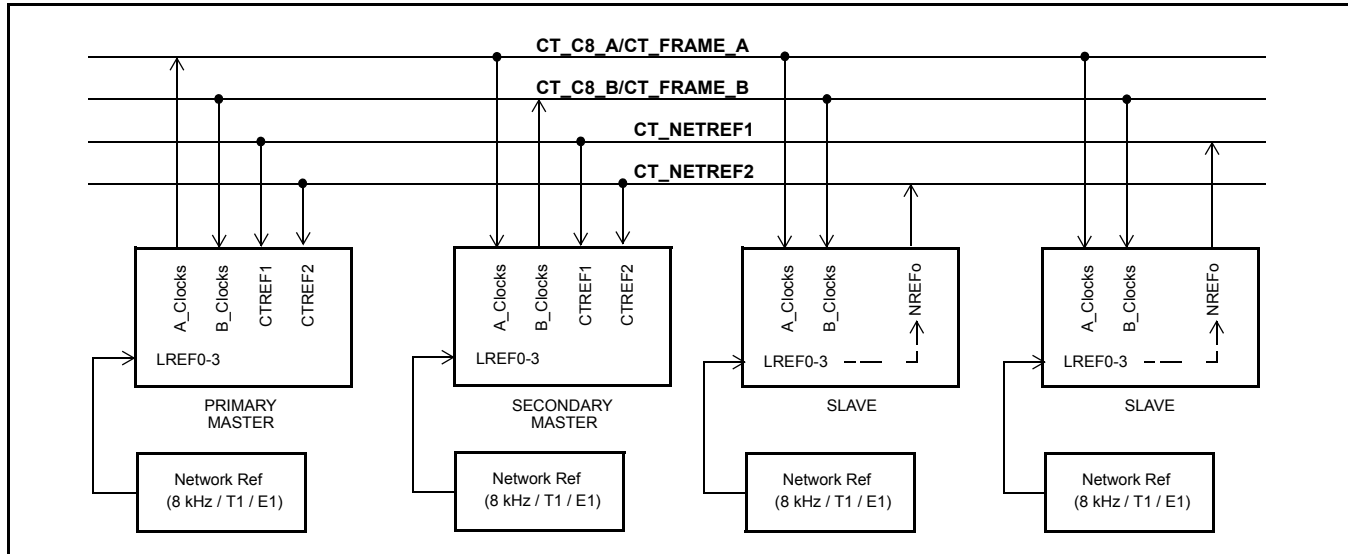 CT_C8_A/CT_FRAME_A
CT_C8_B/CT_FRAME_B
CT_NETREF1
CT_NETREF2
A_Clocks
B_Clocks
CTREF1
CTREF2
LREF0-3
PRIMARY
MASTER
Network Ref
(8 kHz / T1 / E1)
A_Clocks
B_Clocks
CTREF1
CTREF2
LREF0-3
SECONDARY
MASTER
Network Ref
(8 kHz / T1 / E1)
A_Clocks
B_Clocks
NREFo
LREF0-3
SLAVE
Network Ref
(8 kHz / T1 / E1)
A_Clocks
B_Clocks
NREFo
LREF0-3
SLAVE
Network Ref
(8 kHz / T1 / E1)